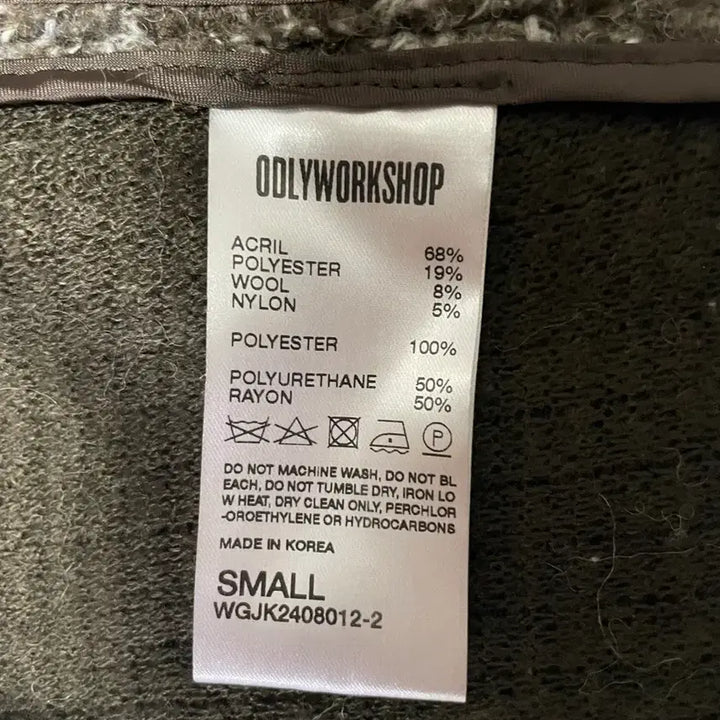 ODLYWORKSHOP
ACRIL 68%
POLYESTER 19%
WOOL 8%
NYLON 5%
POLYESTER 100%
POLYURETHANE 50%
RAYON 50%
P
DO NOT MACHINE WASH, DO NOT BL
EACH, DO NOT TUMBLE DRY, IRON LO
W HEAT, DRY CLEAN ONLY, PERCHLOR
-OROETHYLENE OR HYDROCARBONS
MADE IN KOREA
SMALL
WGJK2408012-2